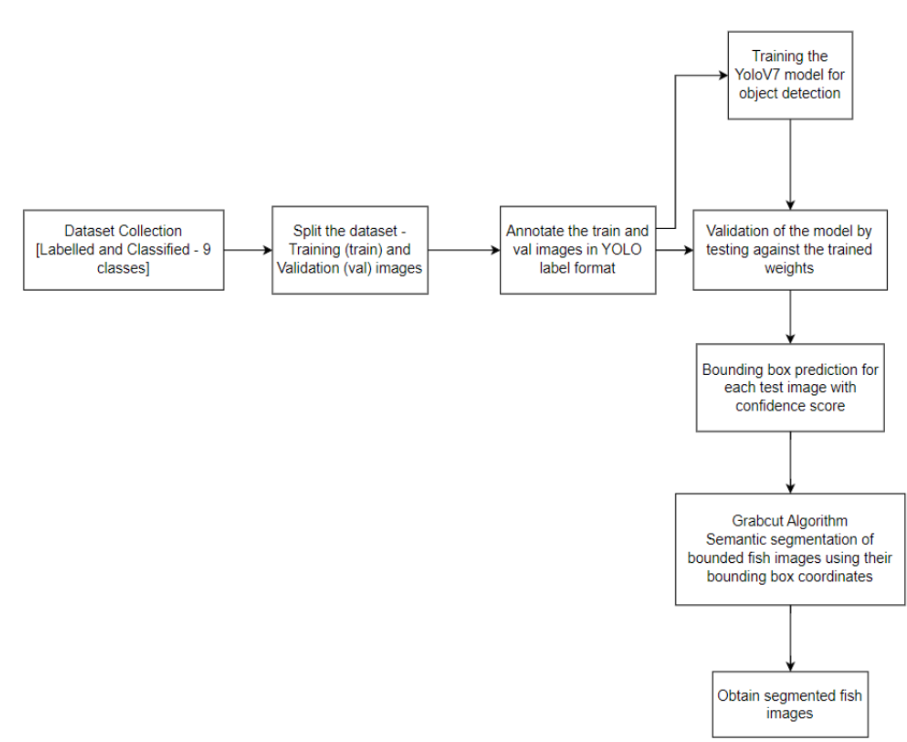 Training the
YoloV7 model for
object detection
Dataset Collection
[Labelled and Classified - 9
classes]
Split the dataset -
Training (train) and
Validation (val) images
Annotate the train and
val images in YOLO
label format
Validation of the model by
testing against the trained
weights
Bounding box prediction for
each test image with
confidence score
Grabcut Algorithm
Semantic segmentation of
bounded fish images using their
bounding box coordinates
Obtain segmented fish
images